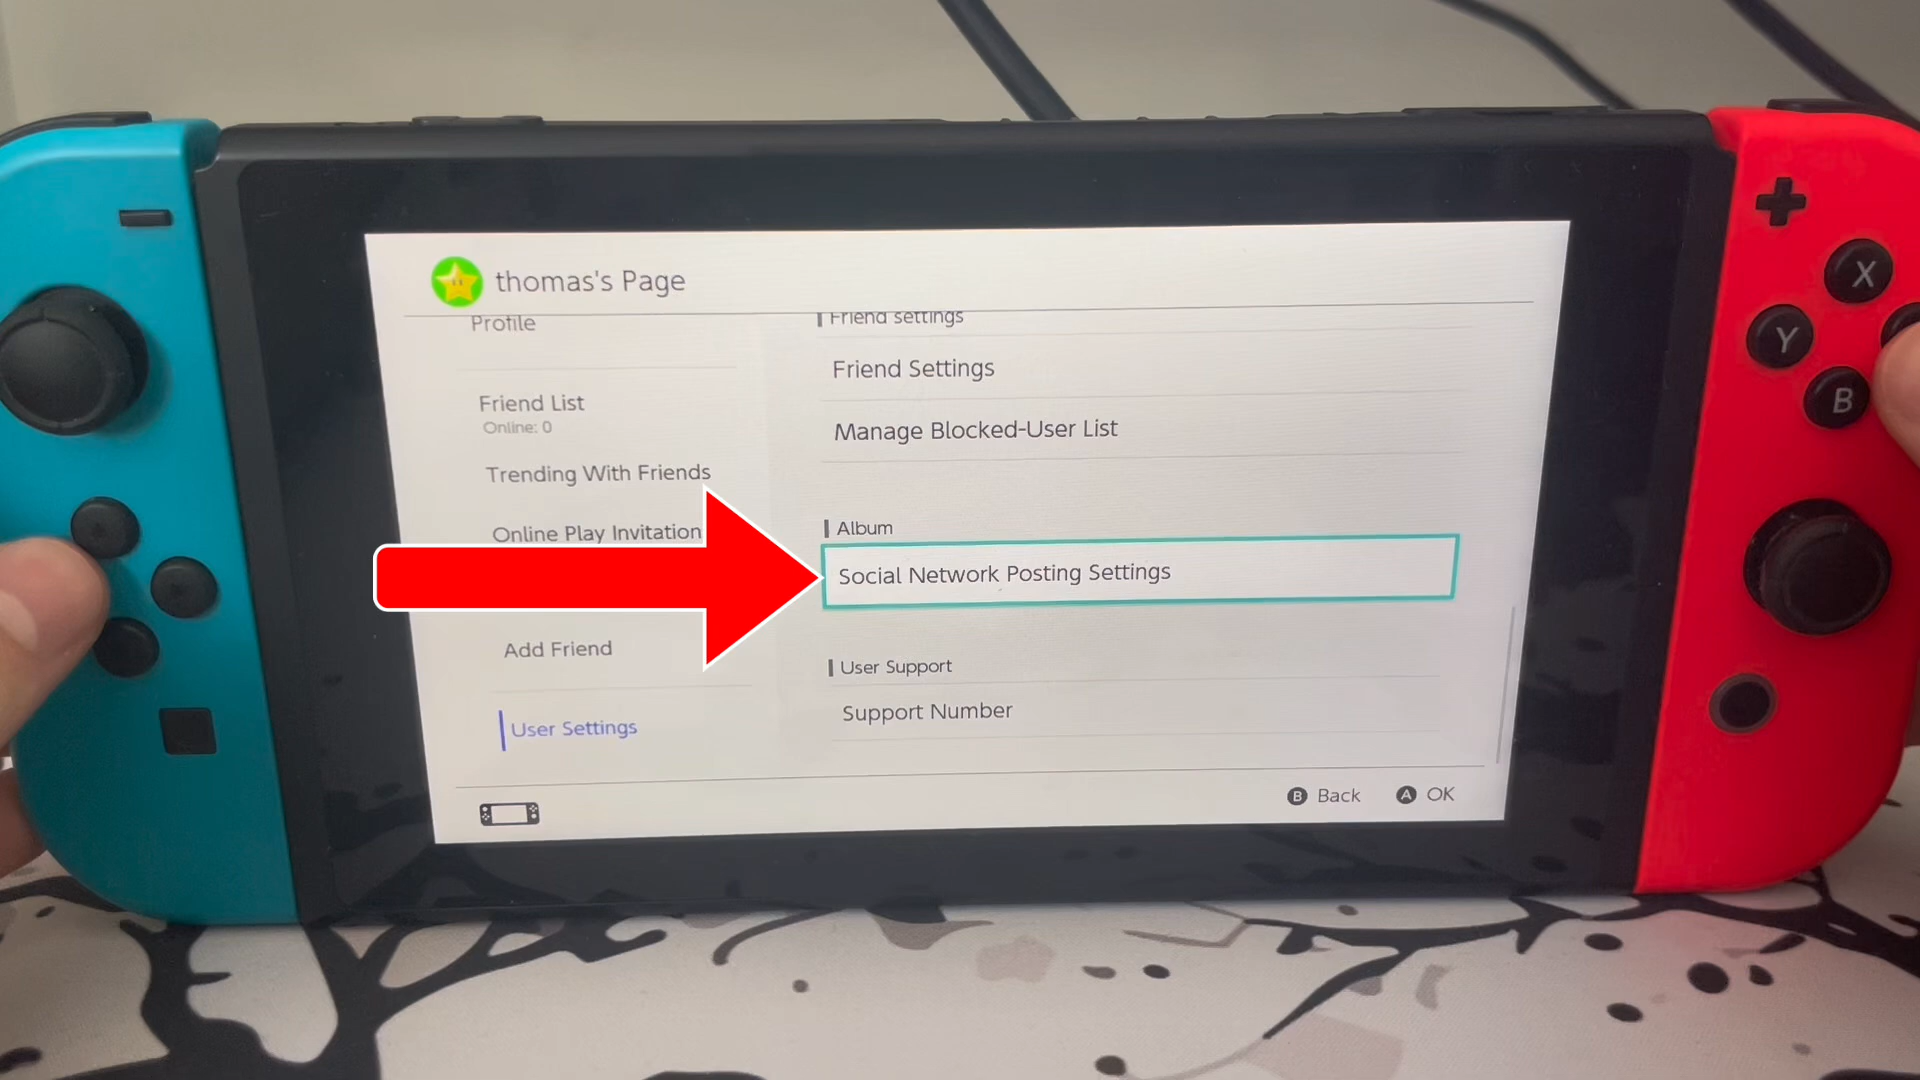 thomas's Page
Profile
Friend List
Online: 0
Trending With Friends
Online Play Invitation
Add Friend
User Settings
Friend settings
Friend Settings
Manage Blocked-User List
Album
Social Network Posting Settings
User Support
Support Number
B Back
A OK
X
Y
B